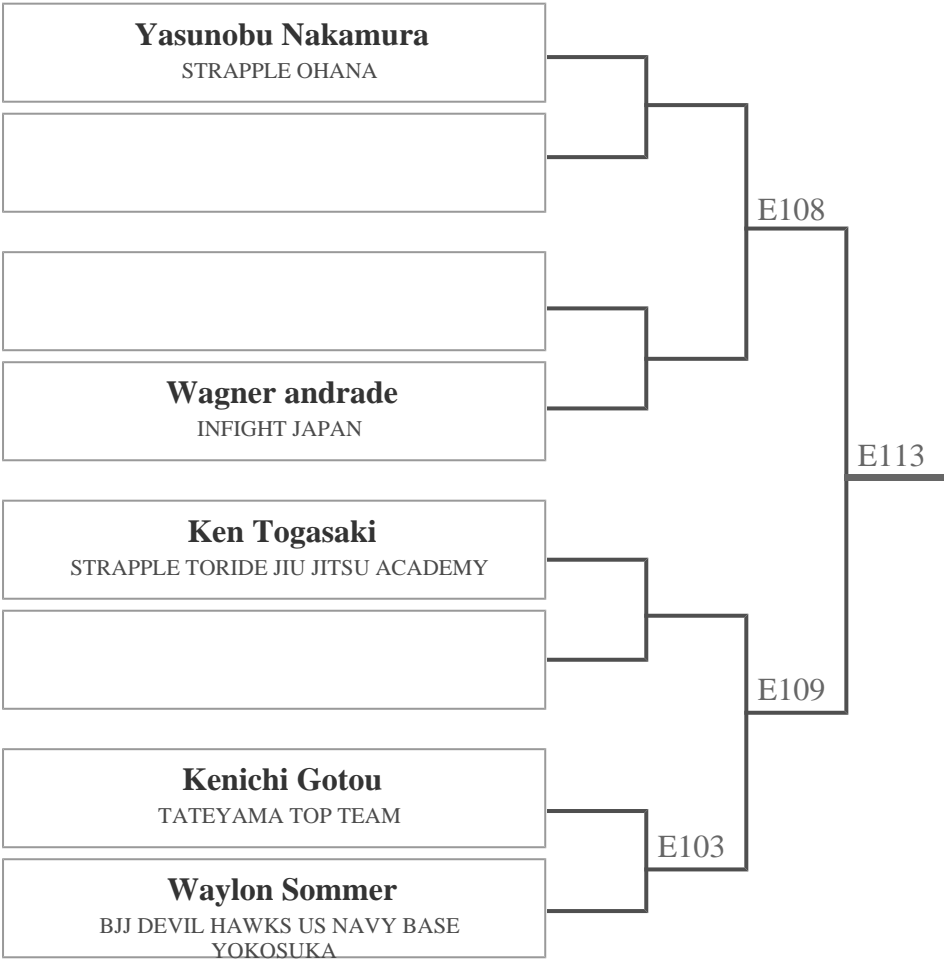 Yasunobu Nakamura
STRAPPLE OHANA
E108
Wagner andrade
INFIGHT JAPAN
E113
Ken Togasaki
STRAPPLE TORIDE JIU JITSU ACADEMY
E109
Kenichi Gotou
TATEYAMA TOP TEAM
E103
Waylon Sommer
BJJ DEVIL HAWKS US NAVY BASE
YOKOSUKA